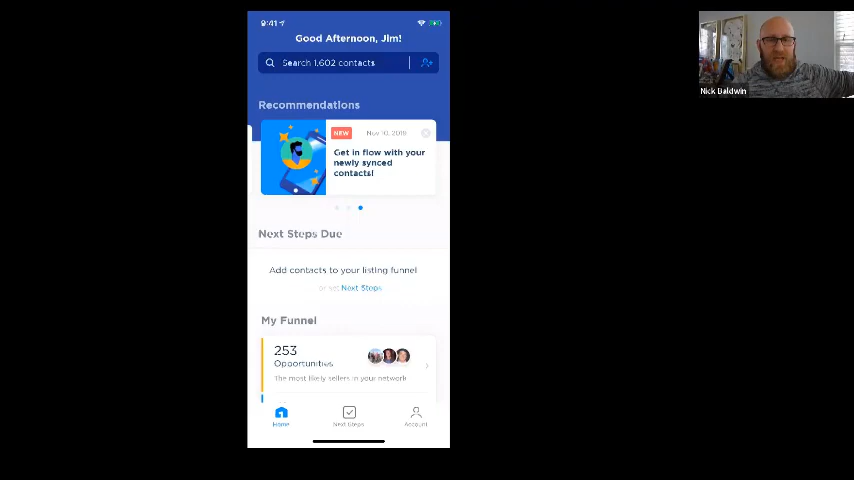 9:41
Good Afternoon, Jim!
Search 1,602 contacts
Recommendations
NEW
Nov 10, 2018
Get in flow with your
newly synced
contacts!
Next Steps Due
Add contacts to your listing funnel
or set Next Steps
My Funnel
253
Opportunities
The most likely sellers in your network
Home
Next Steps
Account
Nick Baldwin